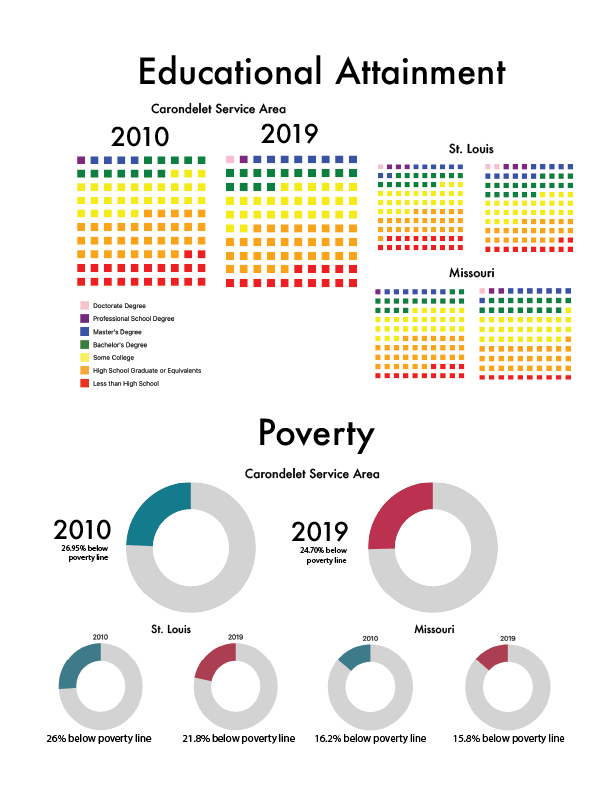 Educational Attainment
Carondelet Service Area
2010
2019
St. Louis
Missouri
Doctorate Degree
Professional School Degree
Master's Degree
Bachelor's Degree
Some College
High School Graduate or Equivalents
Less than High School
Poverty
Carondelet Service Area
2010
26.95% below
poverty line
2019
24.70% below
poverty line
St. Louis
Missouri
2010
2019
2010
2019
26% below poverty line
21.8% below poverty line
16.2% below poverty line
15.8% below poverty line